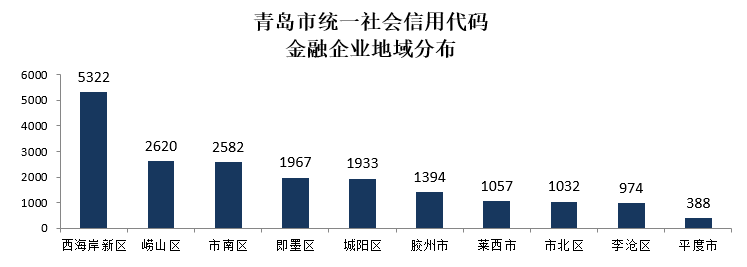 青岛市统一社会信用代码
金融企业地域分布
6000
5000
4000
3000
2000
1000
0
5322
2620
2582
1967
1933
1394
1057
1032
974
388
西海岸新区
崂山区
市南区
即墨区
城阳区
胶州市
莱西市
市北区
李沧区
平度市